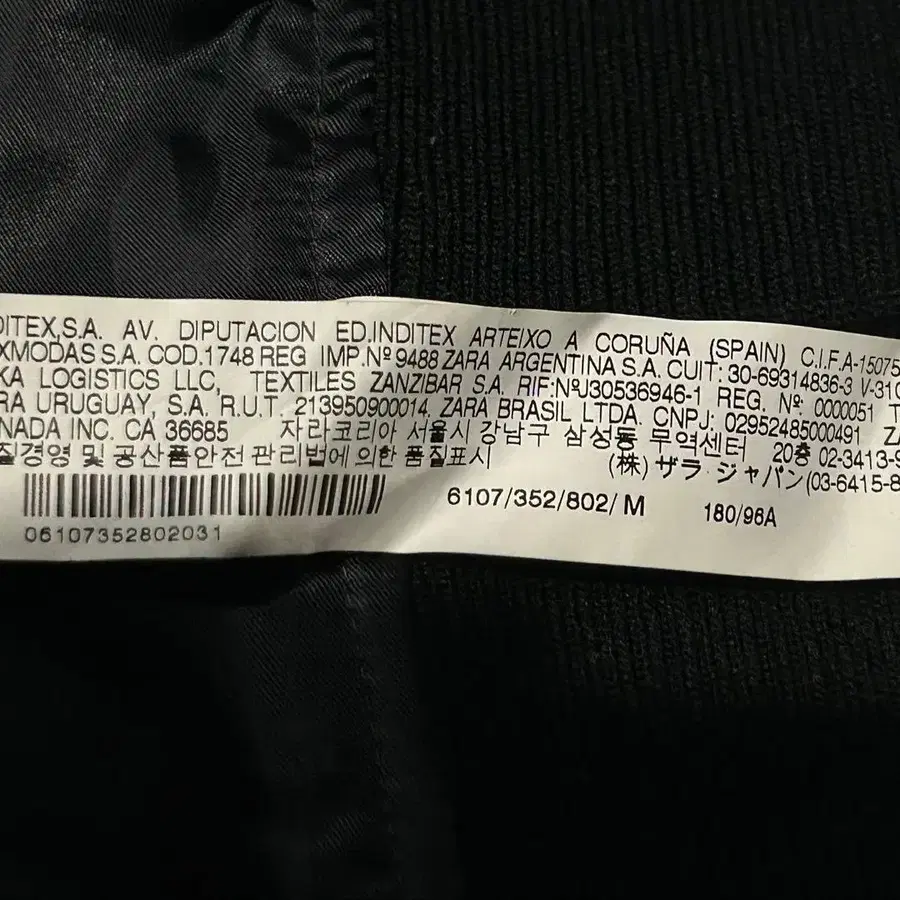 DITEX,S.A. AV. DIPUTACION ED.INDITEX ARTEIXO A CORUÑA (SPAIN) C.I.F.A-15075
XMODAS S.A. COD.1748 REG IMP.Nº 9488 ZARA ARGENTINA S.A. CUIT: 30-69314836-3 V-310
KA LOGISTICS LLC, TEXTILES ZANZIBAR S.A. RIF:NºJ30536946-1 REG. Nº: 0000051 T
RA URUGUAY, S.A. R.U.T. 213950900014. ZARA BRASIL LTDA. CNPJ: 02952485000491 ZA
NADA INC. CA 36685 자라코리아 서울시 강남구 삼성동 무역센터 20층 02-3413-9
질경영 및 공산품안전 관리법에 의한 품질표시 (株) ザラ・ジャパン(03-6415-8
06107352802031 6107/352/802/ M 180/96A